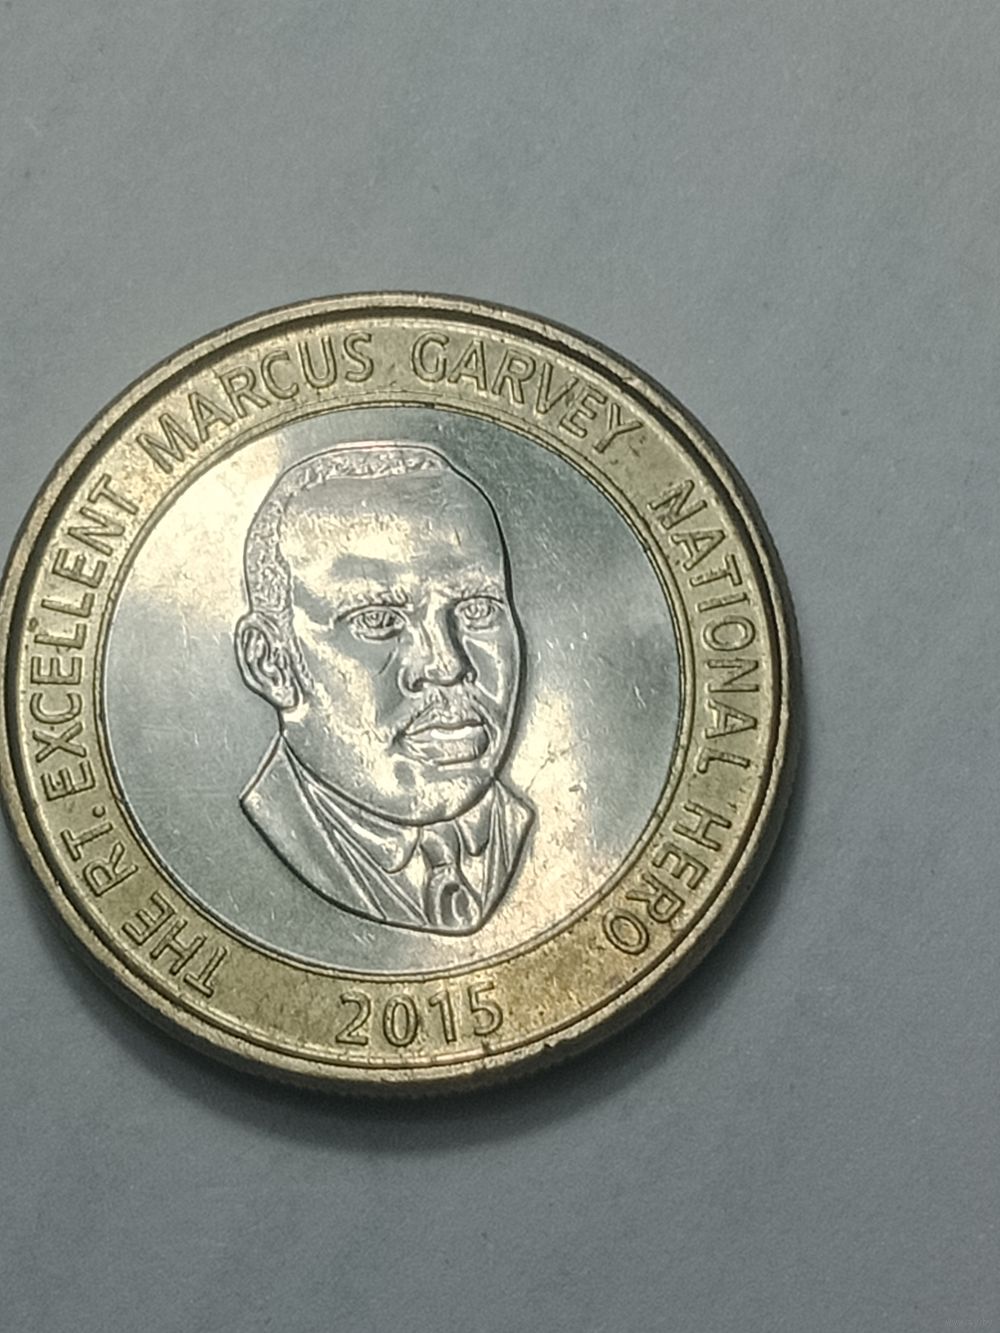 THE RT. EXCELLENT MARCUS GARVEY NATIONAL HERO
2015